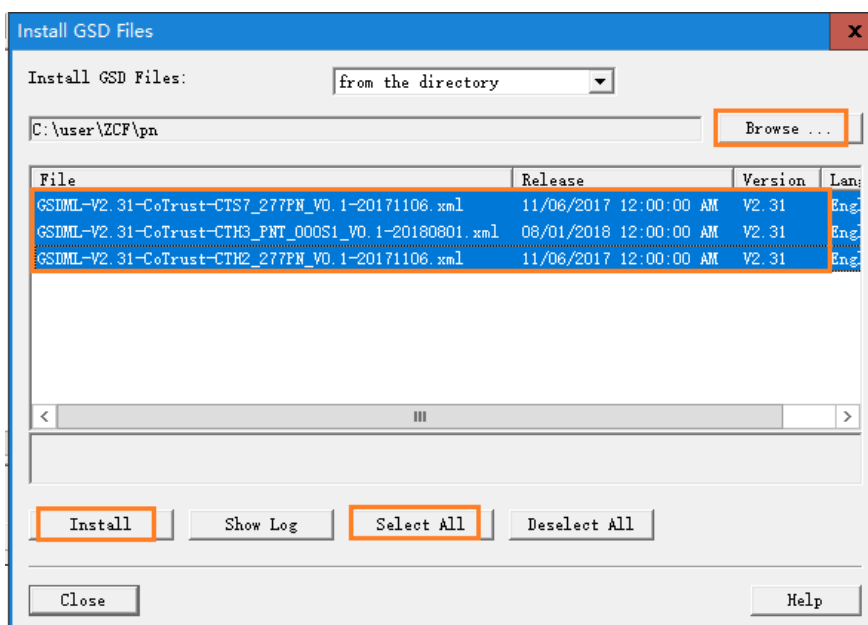 Install GSD Files
Install GSD Files: from the directory
C:\user\ZCF\pn Browse ...
File Release Version
GSDML-V2.31-CoTrust-CTS7_277PN_V0.1-20171106.xml 11/06/2017 12:00:00 AM V2.31 Engl
GSDML-V2.31-CoTrust-CTH3_PNT_000S1_V0.1-20180801.xml 08/01/2018 12:00:00 AM V2.31 Engl
GSDML-V2.31-CoTrust-CTH2_277PN_V0.1-20171106.xml 11/06/2017 12:00:00 AM V2.31 Engl
Install Show Log Select All Deselect All
Close Help